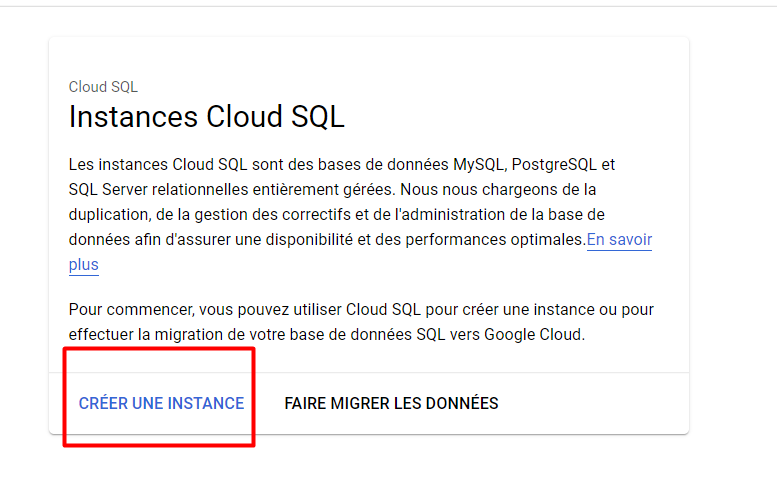 Cloud SQL
Instances Cloud SQL
Les instances Cloud SQL sont des bases de données MySQL, PostgreSQL et
SQL Server relationnelles entièrement gérées. Nous nous chargeons de la
duplication, de la gestion des correctifs et de l'administration de la base de
données afin d'assurer une disponibilité et des performances optimales.En savoir
plus
Pour commencer, vous pouvez utiliser Cloud SQL pour créer une instance ou pour
effectuer la migration de votre base de données SQL vers Google Cloud.
CRÉER UNE INSTANCE FAIRE MIGRER LES DONNÉES